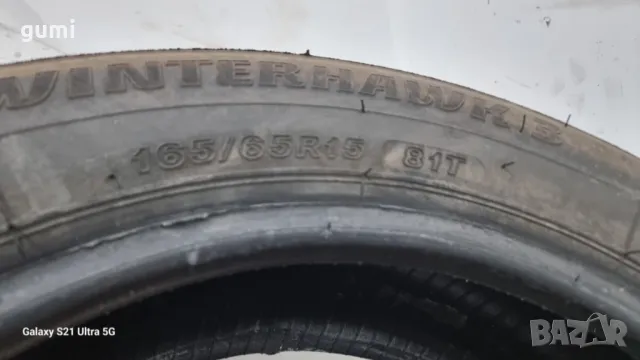 gumi
WINTERHAWK 3
165/65R15 81T
Galaxy S21 Ultra 5G
bazar